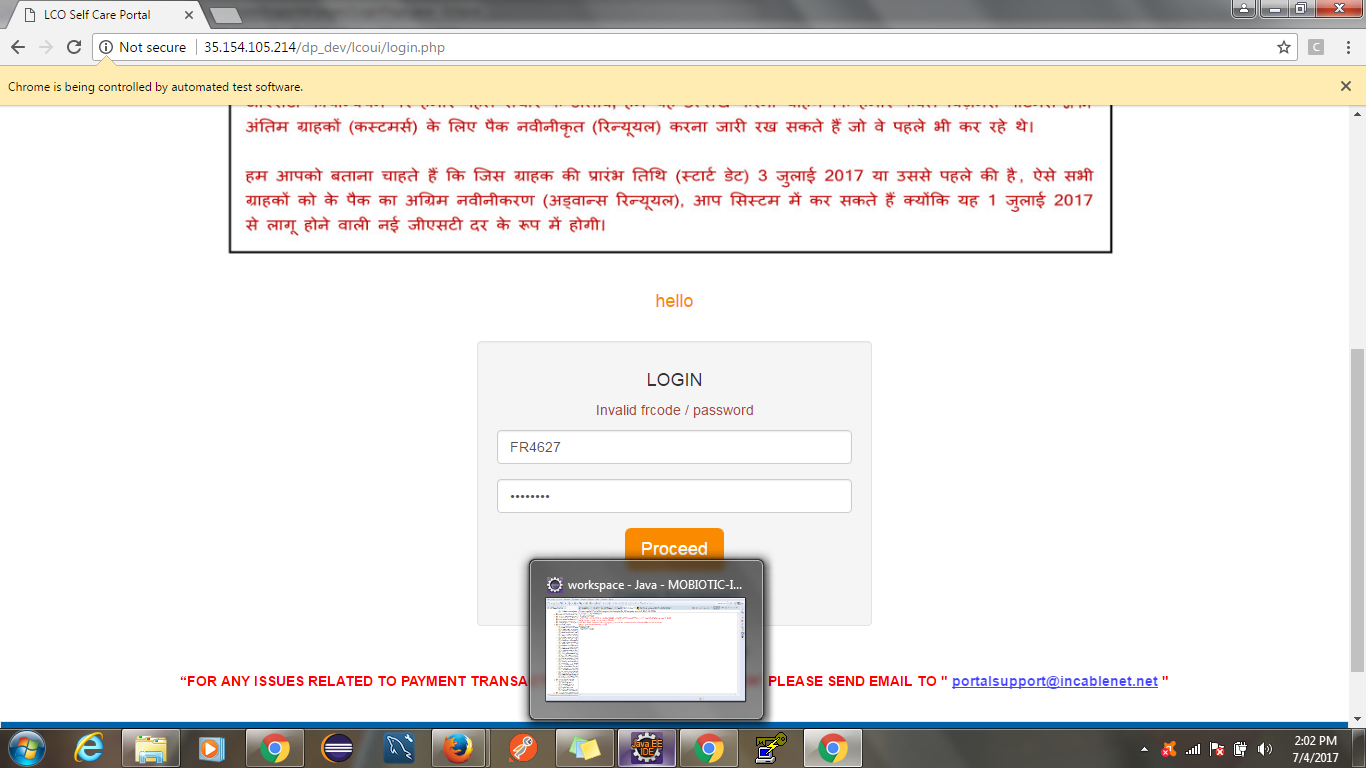 LCO Self Care Portal
Not secure
35.154.105.214/dp_dev/lcoui/login.php
C
Chrome is being controlled by automated test software.
अंतिम ग्राहकों (कस्टमर्स) के लिए पैक नवीनीकृत (रिन्यूयल) करना जारी रख सकते हैं जो वे पहले भी कर रहे थे।
हम आपको बताना चाहते हैं कि जिस ग्राहक की प्रारंभ तिथि (स्टार्ट डेट) 3 जुलाई 2017 या उससे पहले की है, ऐसे सभी
ग्राहकों को के पैक का अग्रिम नवीनीकरण (अड्वान्स रिन्यूयल), आप सिस्टम में कर सकते हैं क्योंकि यह 1 जुलाई 2017
से लागू होने वाली नई जीएसटी दर के रूप में होगी।
hello
LOGIN
Invalid frcode / password
FR4627
Proceed
workspace - Java - MOBIOTIC-I...
“FOR ANY ISSUES RELATED TO PAYMENT TRANSA PLEASE SEND EMAIL TO " portalsupport@incablenet.net "
Java EE
IDE
2:02 PM
7/4/2017